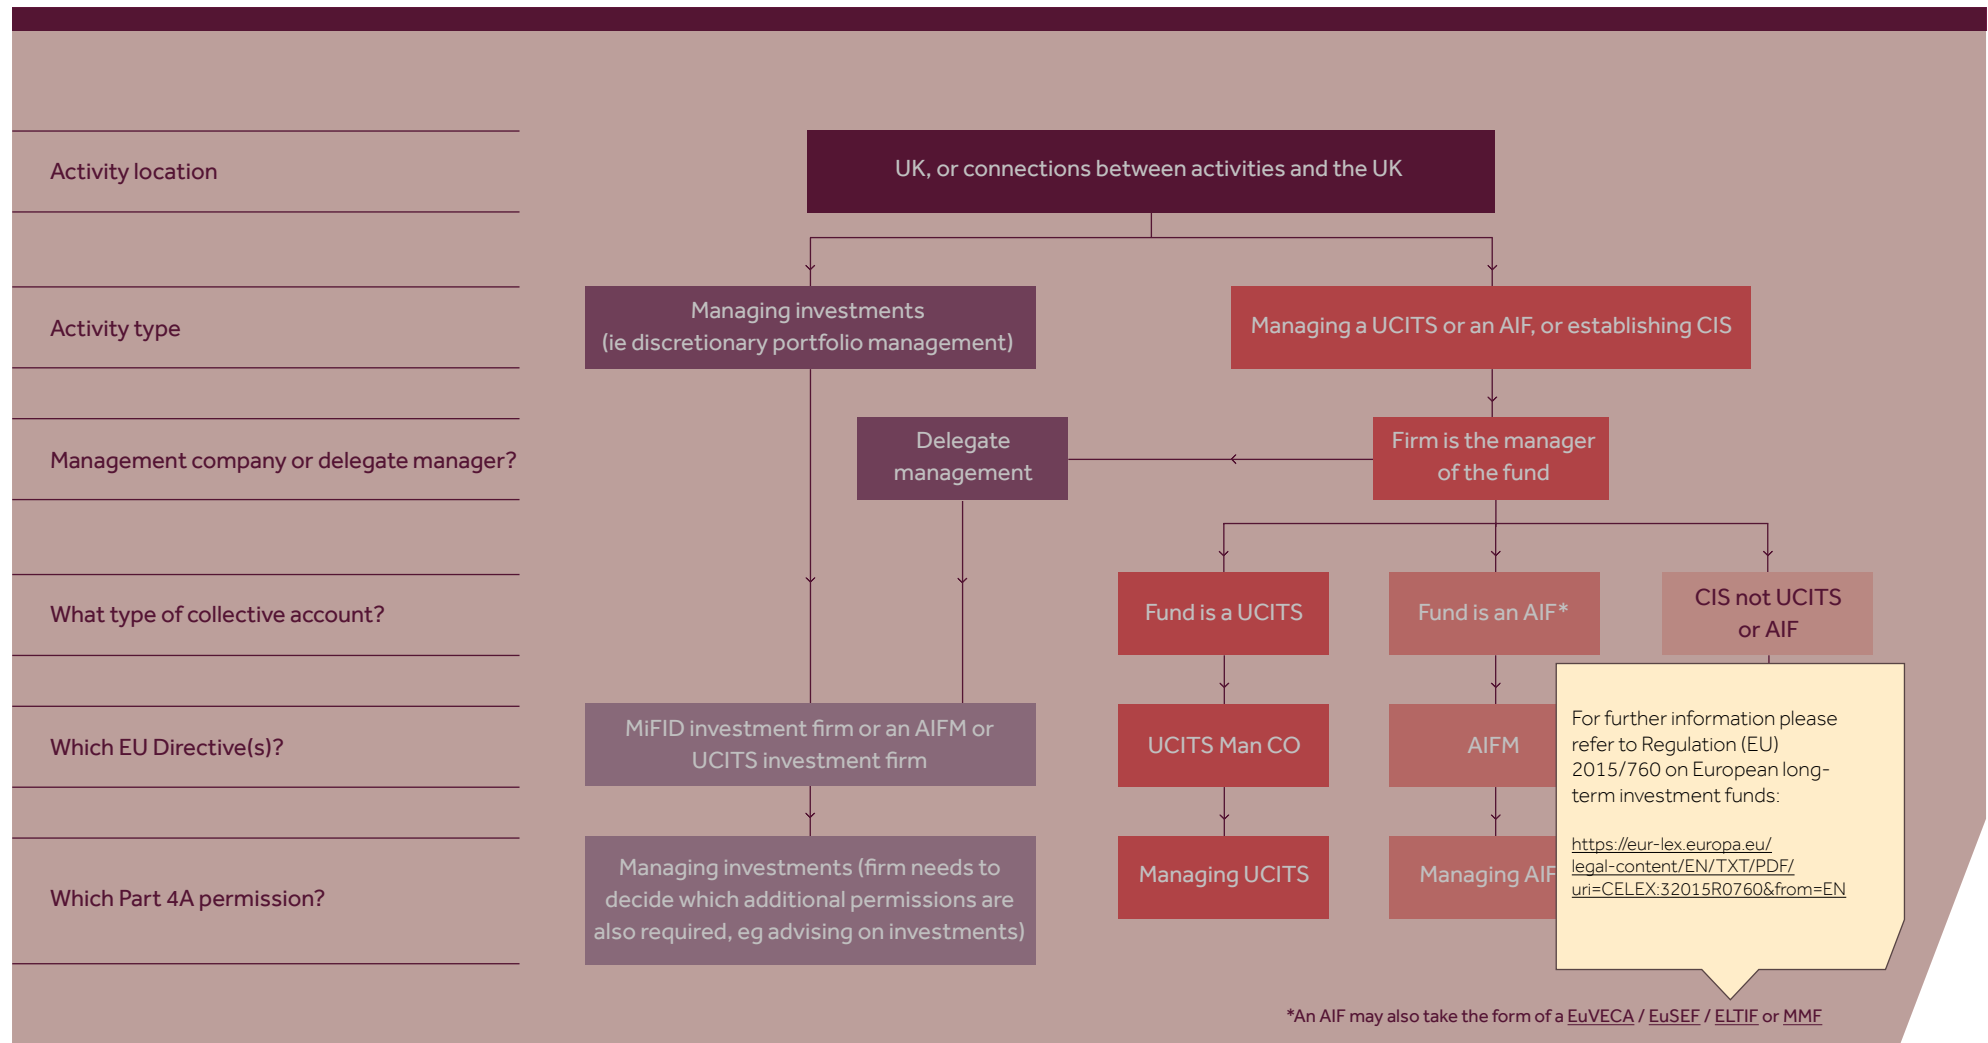 Activity location
UK, or connections between activities and the UK
Activity type
Managing investments
(ie discretionary portfolio management)
Managing a UCITS or an AIF, or establishing CIS
Management company or delegate manager?
Delegate
management
Firm is the manager
of the fund
What type of collective account?
Fund is a UCITS
Fund is an AIF*
CIS not UCITS
or AIF
Which EU Directive(s)?
MiFID investment firm or an AIFM or
UCITS investment firm
UCITS Man CO
AIFM
For further information please
refer to Regulation (EU)
2015/760 on European long-
term investment funds:
https://eur-lex.europa.eu/
legal-content/EN/TXT/PDF/
uri=CELEX:32015R0760&from=EN
Which Part 4A permission?
Managing investments (firm needs to
decide which additional permissions are
also required, eg advising on investments)
Managing UCITS
Managing AIF
*An AIF may also take the form of a EuVECA / EuSEF / ELTIF or MMF